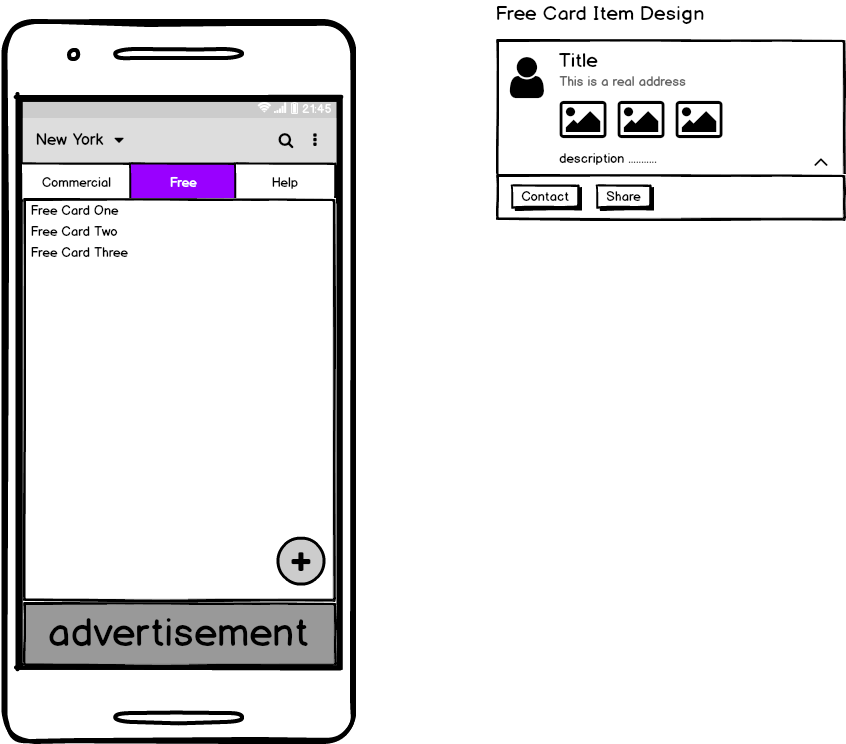 Free Card Item Design
21:45
New York
Commercial Free Help
Free Card One
Free Card Two
Free Card Three
advertisement
Title
This is a real address
description ...........
Contact Share